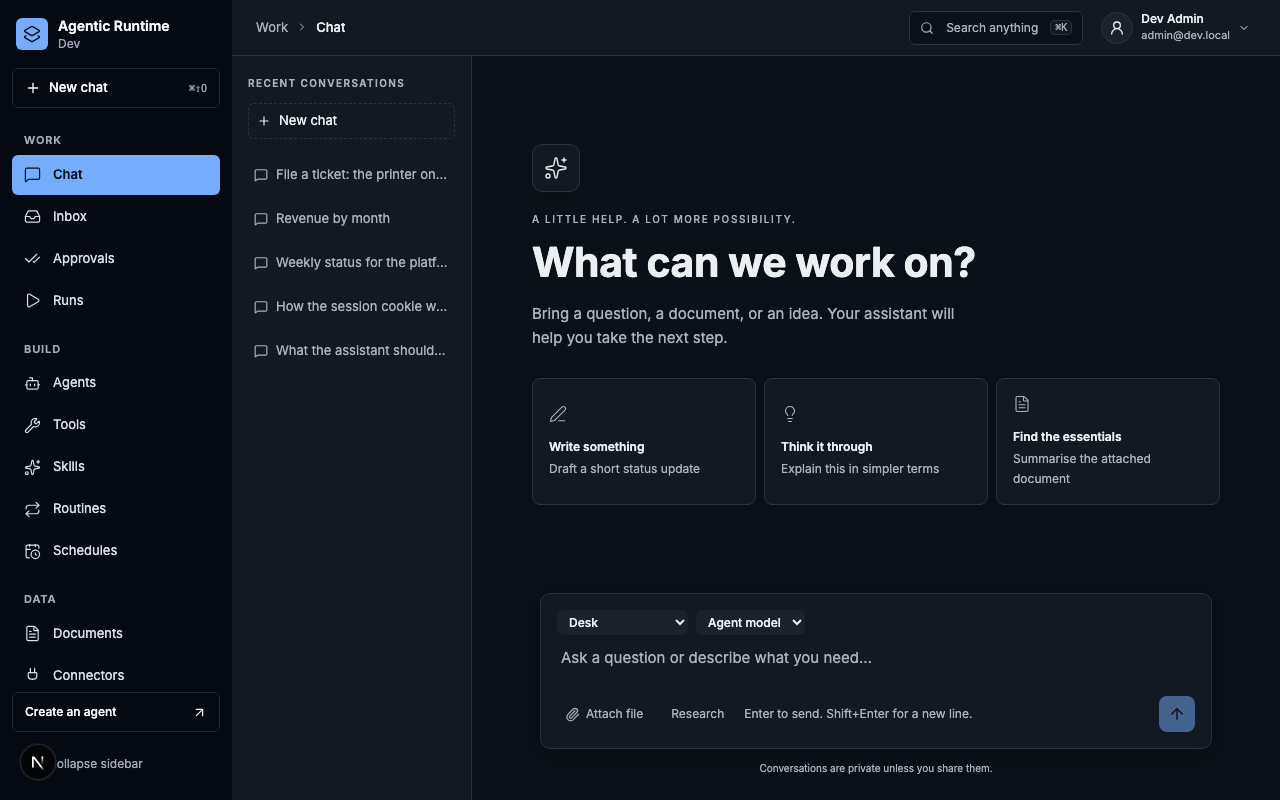 Agentic Runtime
Dev
New chat
⌘⇧O
WORK
Chat
Inbox
Approvals
Runs
BUILD
Agents
Tools
Skills
Routines
Schedules
DATA
Documents
Connectors
Create an agent
N
ollapse sidebar
Work > Chat
Search anything ⌘K
Dev Admin
admin@dev.local
RECENT CONVERSATIONS
New chat
File a ticket: the printer on...
Revenue by month
Weekly status for the platf...
How the session cookie w...
What the assistant should...
A LITTLE HELP. A LOT MORE POSSIBILITY.
What can we work on?
Bring a question, a document, or an idea. Your assistant will
help you take the next step.
Write something
Draft a short status update
Think it through
Explain this in simpler terms
Find the essentials
Summarise the attached
document
Desk
Agent model
Ask a question or describe what you need...
Attach file
Research
Enter to send. Shift+Enter for a new line.
Conversations are private unless you share them.